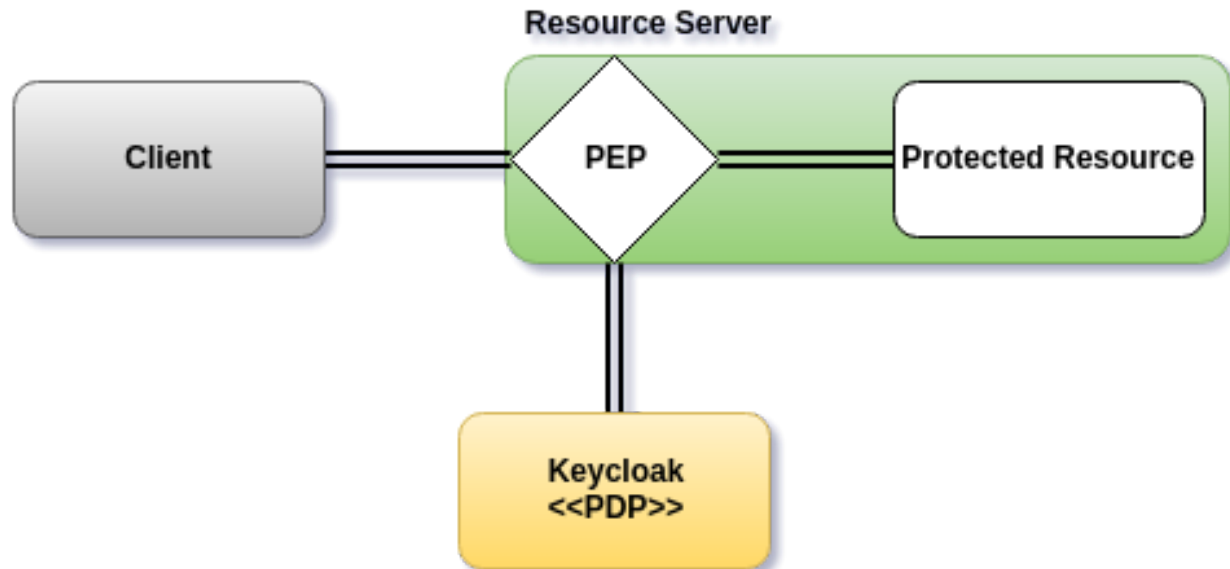 Resource Server
Client
PEP
Protected Resource
Keycloak
<<PDP>>